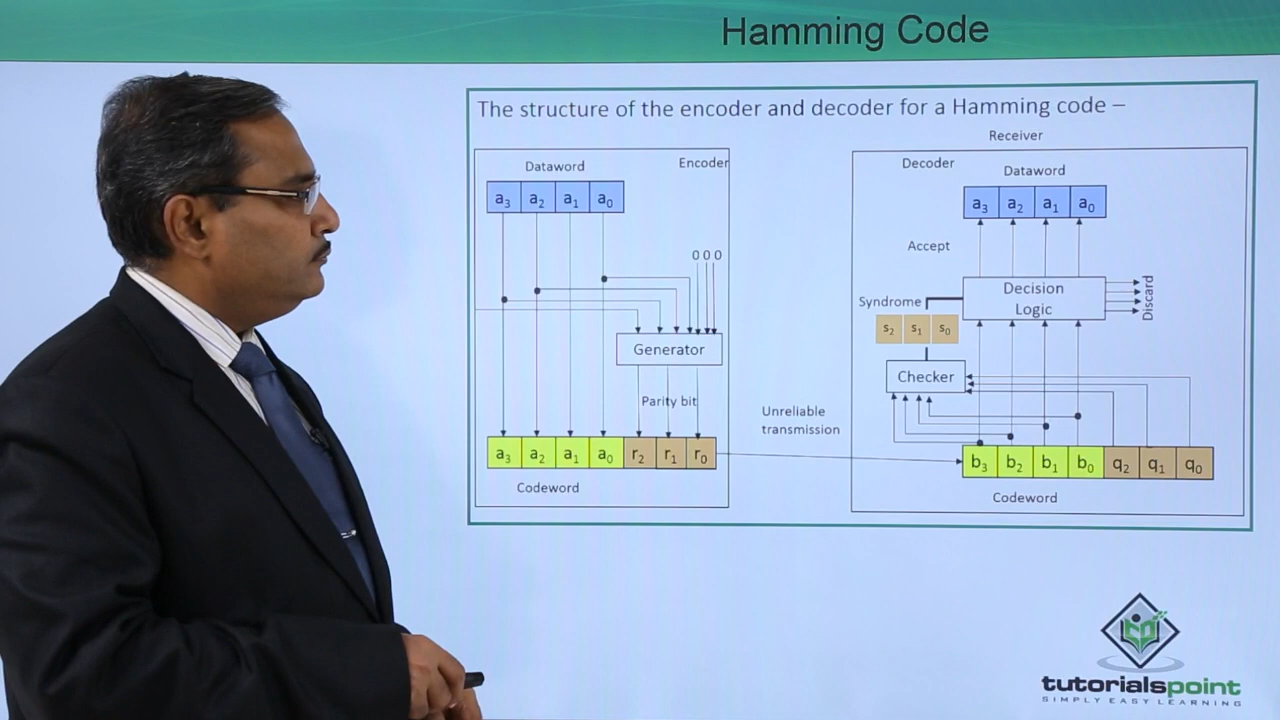 Hamming Code
The structure of the encoder and decoder for a Hamming code –
Receiver
Dataword
Encoder
a₃ a₂ a₁ a₀
0 0 0
Generator
Parity bit
a₃ a₂ a₁ a₀ r₂ r₁ r₀
Codeword
Unreliable
transmission
Decoder
Dataword
a₃ a₂ a₁ a₀
Accept
Decision
Logic
Discard
Syndrome
s₂ s₁ s₀
Checker
b₃ b₂ b₁ b₀ q₂ q₁ q₀
Codeword
tutorialspoint
SIMPLY EASY LEARNING